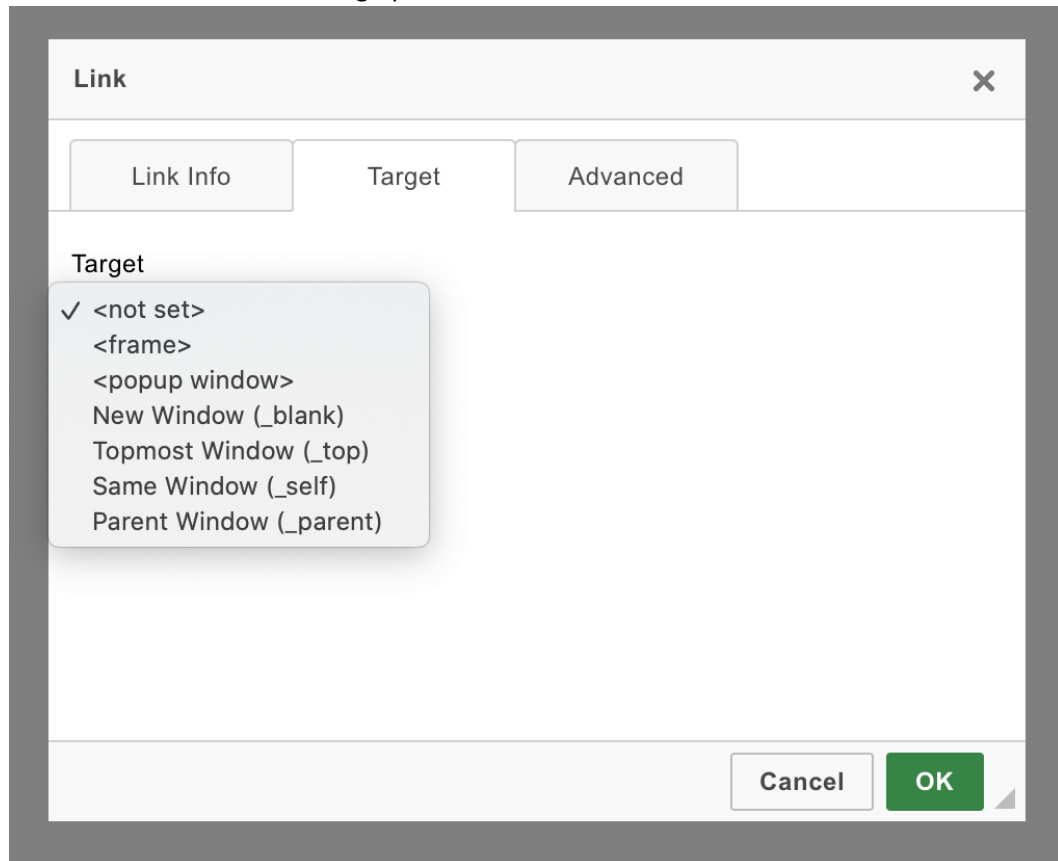 Link
Link Info Target Advanced
Target
✓ <not set>
<frame>
<popup window>
New Window (_blank)
Topmost Window (_top)
Same Window (_self)
Parent Window (_parent)
Cancel OK